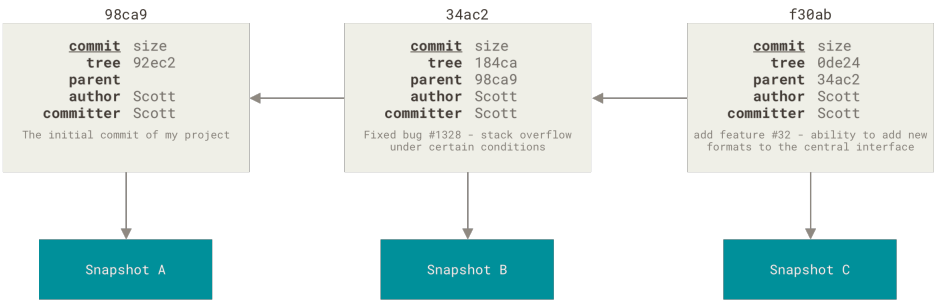 98ca9
commit size
tree 92ec2
parent
author Scott
committer Scott
The initial commit of my project
34ac2
commit size
tree 184ca
parent 98ca9
author Scott
committer Scott
Fixed bug #1328 - stack overflow
under certain conditions
f30ab
commit size
tree 0de24
parent 34ac2
author Scott
committer Scott
add feature #32 - ability to add new
formats to the central interface
Snapshot A
Snapshot B
Snapshot C